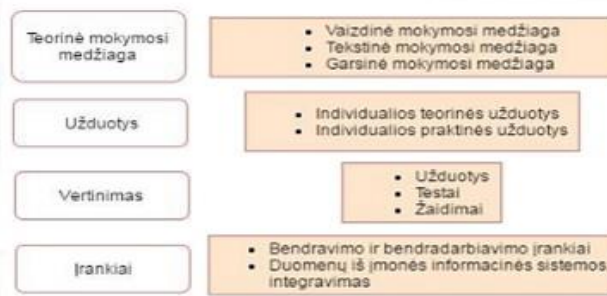 Teorinė mokymosi
medžiaga
• Vaizdinė mokymosi medžiaga
• Tekstinė mokymosi medžiaga
• Garsinė mokymosi medžiaga
Užduotys
• Individualios teorinės užduotys
• Individualios praktinės užduotys
Vertinimas
• Užduotys
• Testai
• Žaidimai
Įrankiai
• Bendravimo ir bendradarbiavimo įrankiai
• Duomenų iš įmonės informacinės sistemos
integravimas